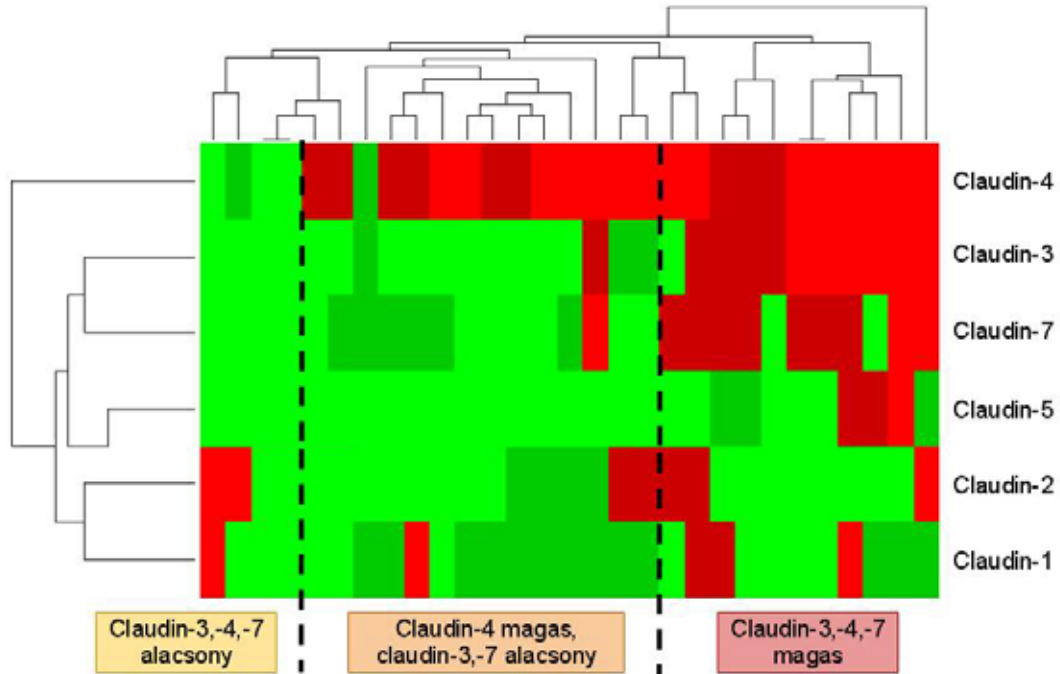 Claudin-4
Claudin-3
Claudin-7
Claudin-5
Claudin-2
Claudin-1
Claudin-3,-4,-7
alacsony
Claudin-4 magas,
claudin-3,-7 alacsony
Claudin-3,-4,-7
magas